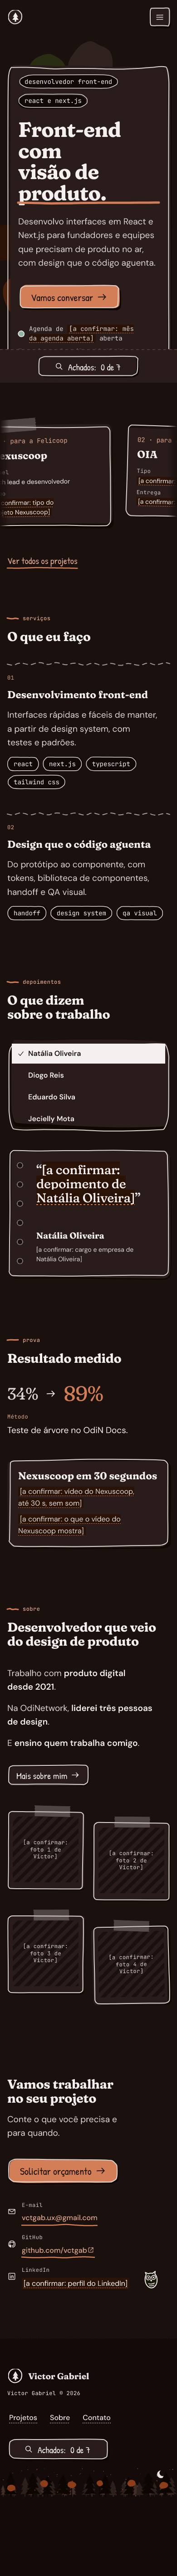 desenvolvedor front-end
react e next.js
Front-end
com
visão de
produto.
Desenvolvo interfaces em React e
Next.js para fundadores e equipes
que precisam de produto no ar,
com design que o código aguenta.
Vamos conversar →
Agenda de [a confirmar: mês
da agenda aberta] aberta
Achados: 0 de 7
para a Felicoop
exuscoop
h lead e desenvolvedor
confirmar: tipo do
jeto Nexuscoop]
02 · para
OIA
Tipo
[a confirmar
Entrega
[a confirmar
Ver todos os projetos
serviços
O que eu faço
01
Desenvolvimento front-end
Interfaces rápidas e fáceis de manter,
a partir de design system, com
testes e padrões.
react
next.js
typescript
tailwind css
02
Design que o código aguenta
Do protótipo ao componente, com
tokens, biblioteca de componentes,
handoff e QA visual.
handoff
design system
qa visual
depoimentos
O que dizem
sobre o trabalho
✓ Natália Oliveira
Diogo Reis
Eduardo Silva
Jecielly Mota
“[a confirmar:
depoimento de
Natália Oliveira]”
Natália Oliveira
[a confirmar: cargo e empresa de
Natália Oliveira]
prova
Resultado medido
34% → 89%
Método
Teste de árvore no OdiN Docs.
Nexuscoop em 30 segundos
[a confirmar: vídeo do Nexuscoop,
até 30 s, sem som]
[a confirmar: o que o vídeo do
Nexuscoop mostra]
sobre
Desenvolvedor que veio
do design de produto
Trabalho com produto digital
desde 2021.
Na OdiNetwork, liderei três pessoas
de design.
E ensino quem trabalha comigo.
Mais sobre mim →
[a confirmar:
foto 1 de
Victor]
[a confirmar:
foto 2 de
Victor]
[a confirmar:
foto 3 de
Victor]
[a confirmar:
foto 4 de
Victor]
Vamos trabalhar
no seu projeto
Conte o que você precisa e
para quando.
Solicitar orçamento →
E-mail
vctgab.ux@gmail.com
GitHub
github.com/vctgab
LinkedIn
[a confirmar: perfil do LinkedIn]
Victor Gabriel
Victor Gabriel © 2026
Projetos
Sobre
Contato
Achados: 0 de 7